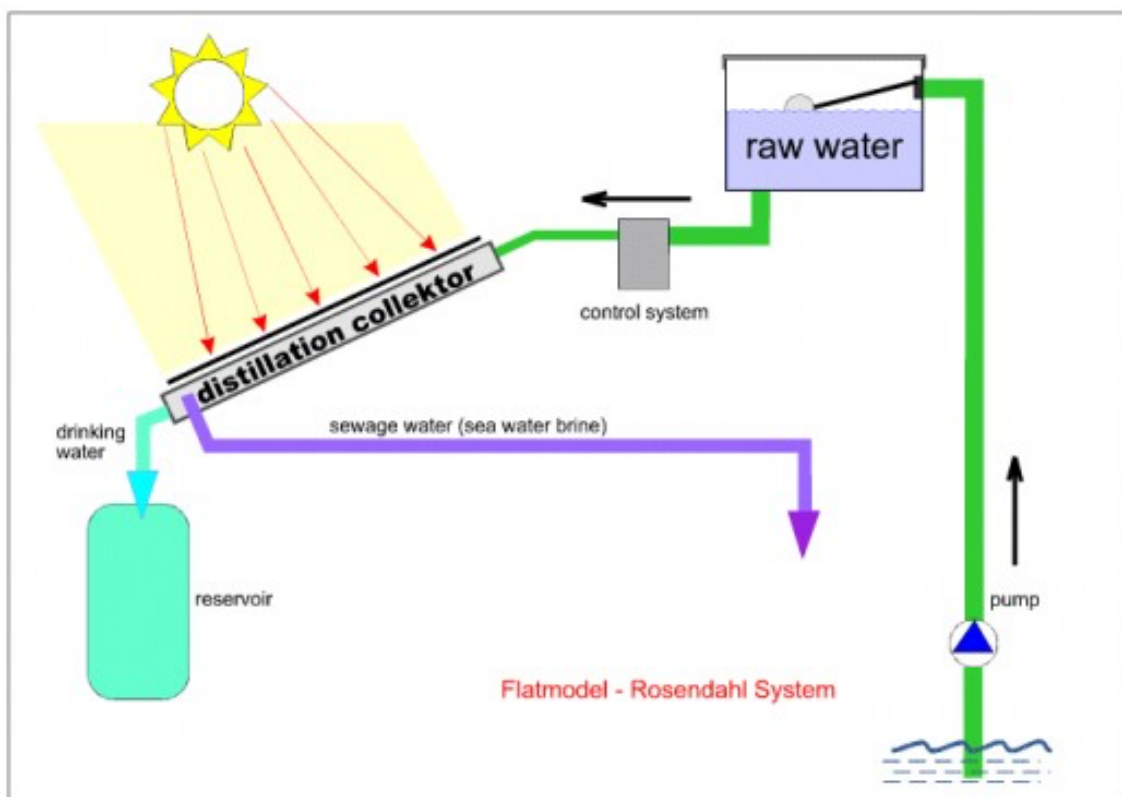 raw water
control system
distillation collektor
drinking
water
sewage water (sea water brine)
reservoir
pump
Flatmodel - Rosendahl System